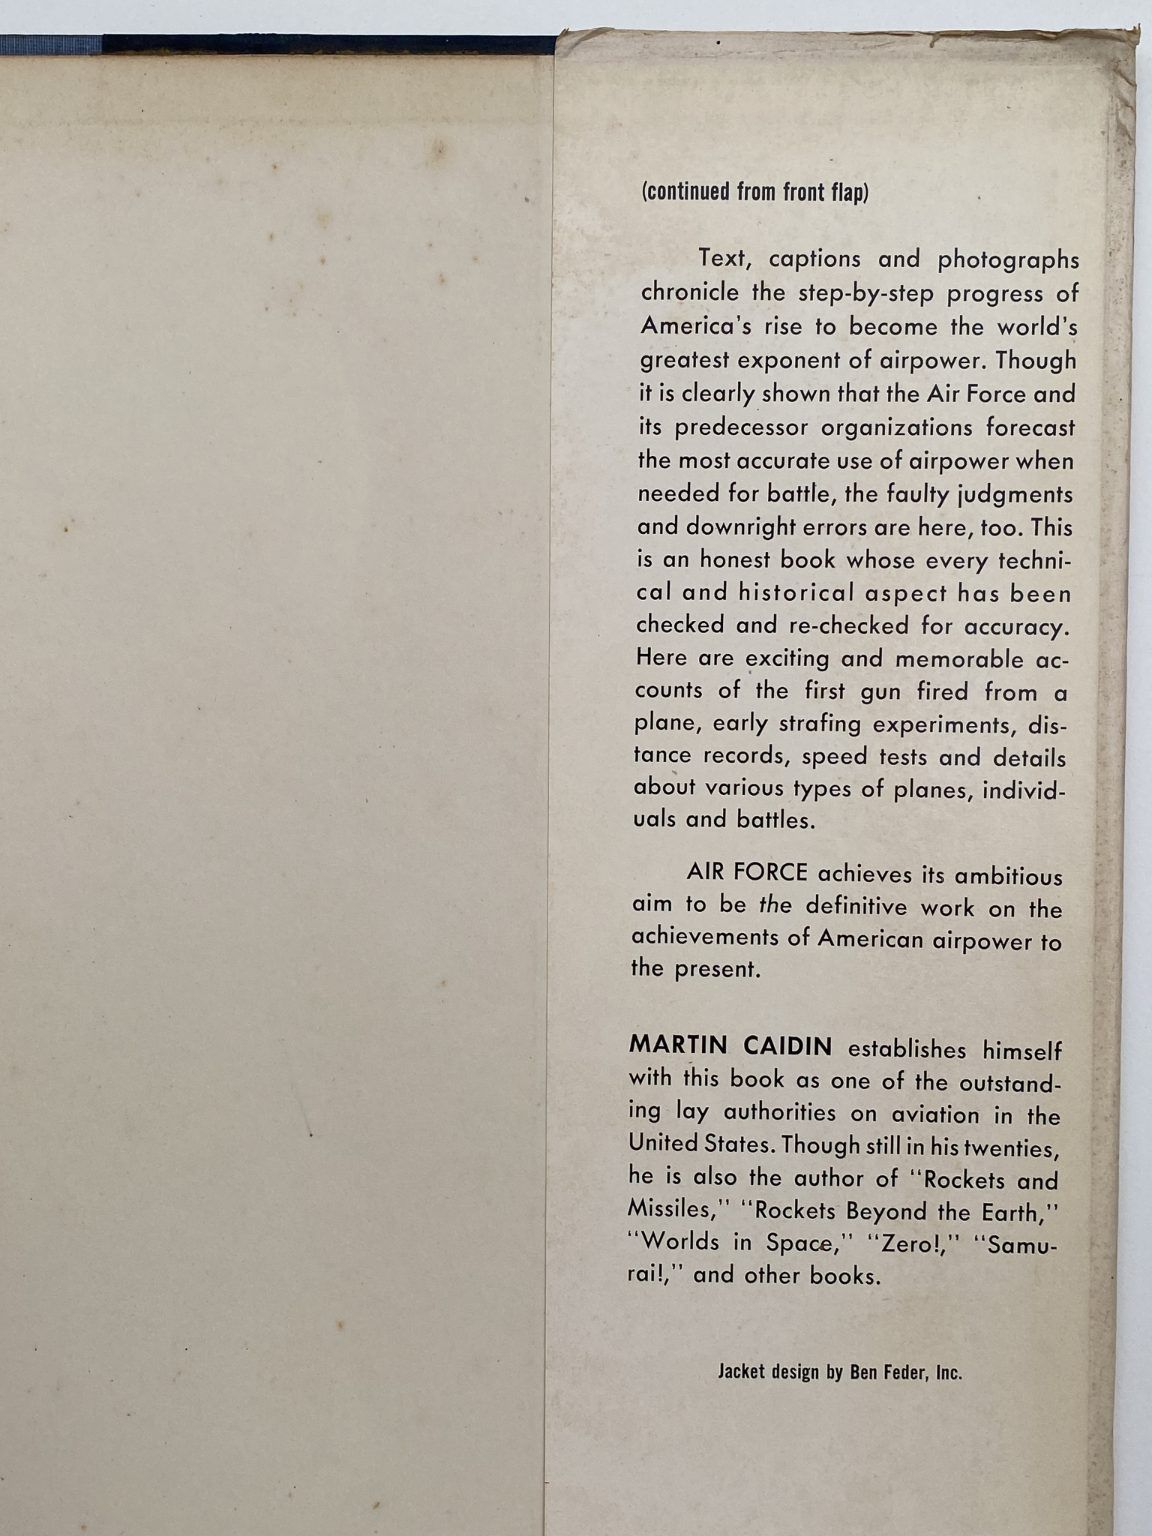 (continued from front flap)
Text, captions and photographs
chronicle the step-by-step progress of
America's rise to become the world's
greatest exponent of airpower. Though
it is clearly shown that the Air Force and
its predecessor organizations forecast
the most accurate use of airpower when
needed for battle, the faulty judgments
and downright errors are here, too. This
is an honest book whose every techni-
cal and historical aspect has been
checked and re-checked for accuracy.
Here are exciting and memorable ac-
counts of the first gun fired from a
plane, early strafing experiments, dis-
tance records, speed tests and details
about various types of planes, individ-
uals and battles.
AIR FORCE achieves its ambitious
aim to be the definitive work on the
achievements of American airpower to
the present.
MARTIN CAIDIN establishes himself
with this book as one of the outstand-
ing lay authorities on aviation in the
United States. Though still in his twenties,
he is also the author of "Rockets and
Missiles," "Rockets Beyond the Earth,"
"Worlds in Space," "Zero!," "Samu-
rai!," and other books.
Jacket design by Ben Feder, Inc.